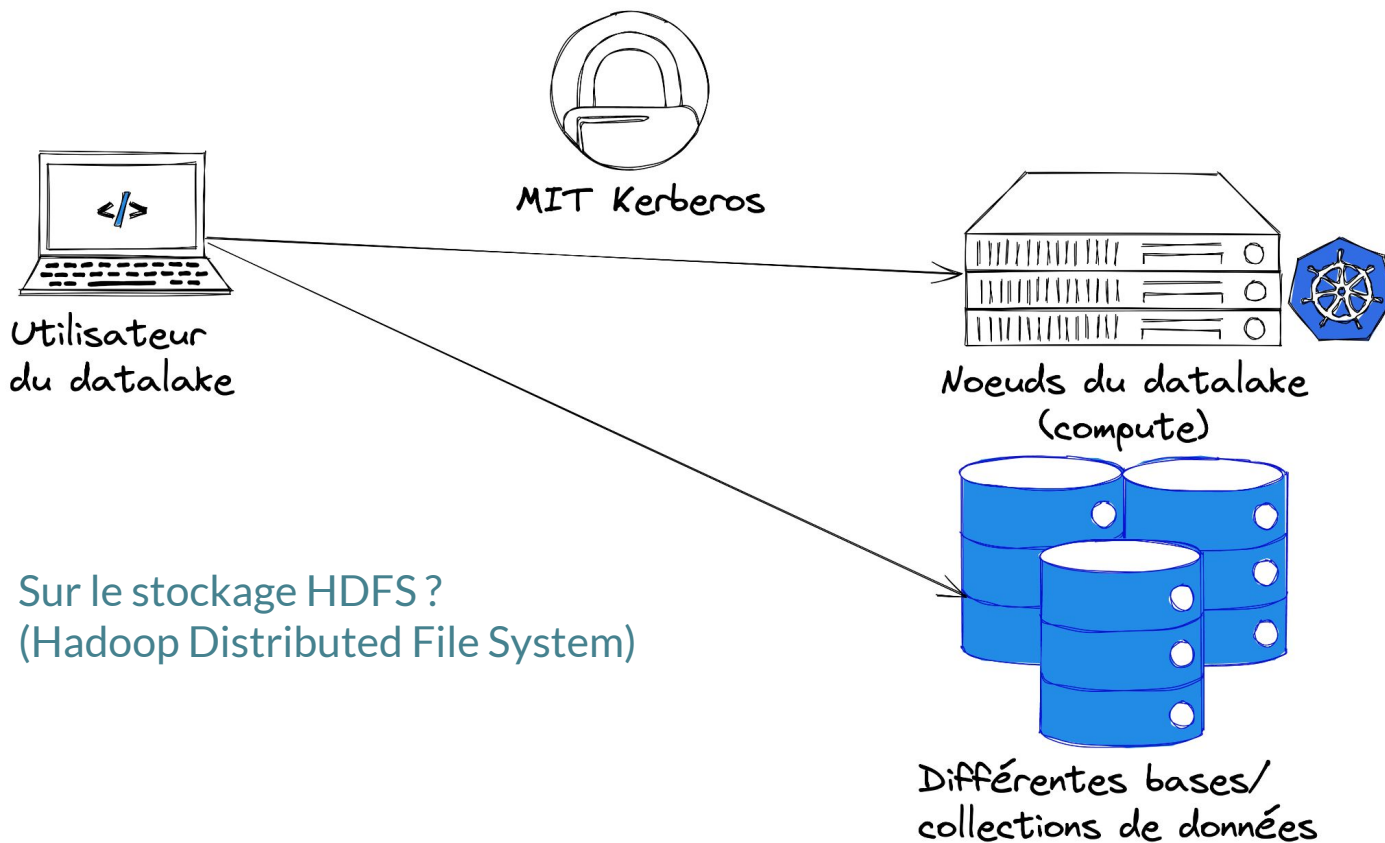 MIT Kerberos
</>
Utilisateur
du datalake
Noeuds du datalake
(compute)
Sur le stockage HDFS ?
(Hadoop Distributed File System)
Différentes bases/
collections de données